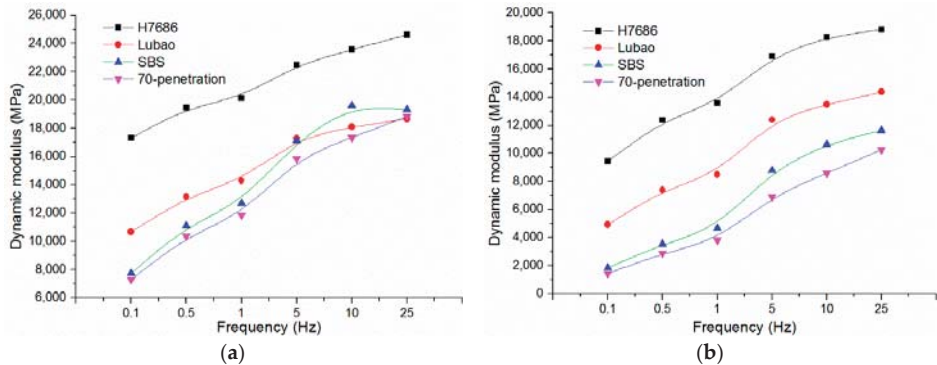 24,000
22,000
20,000
18,000
16,000
14,000
12,000
10,000
8,000
6,000
Dynamic modulus (MPa)
H7686
Lubao
SBS
70-penetration
0.1 0.5 1 5 10 25
Frequency (Hz)
(a)
20,000
18,000
16,000
14,000
12,000
10,000
8,000
6,000
4,000
2,000
0
Dynamic modulus (MPa)
H7686
Lubao
SBS
70-penetration
0.1 0.5 1 5 10 25
Frequency (Hz)
(b)